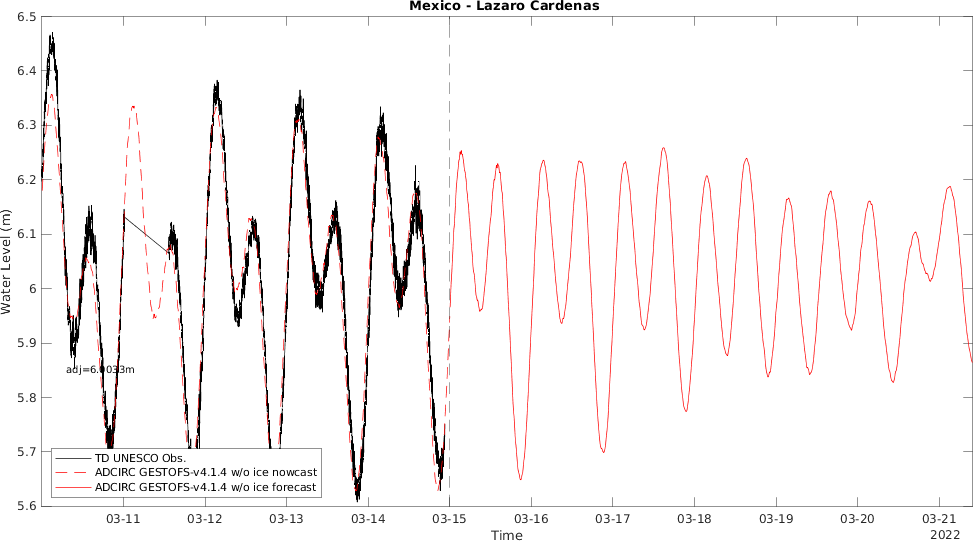 Mexico - Lazaro Cardenas
6.5
6.4
6.3
6.2
6.1
6
5.9
5.8
5.7
5.6
Water Level (m)
adj=6.0033m
TD UNESCO Obs.
ADCIRC GESTOFS-v4.1.4 w/o ice nowcast
ADCIRC GESTOFS-v4.1.4 w/o ice forecast
03-11 03-12 03-13 03-14 03-15 03-16 03-17 03-18 03-19 03-20 03-21
2022
Time